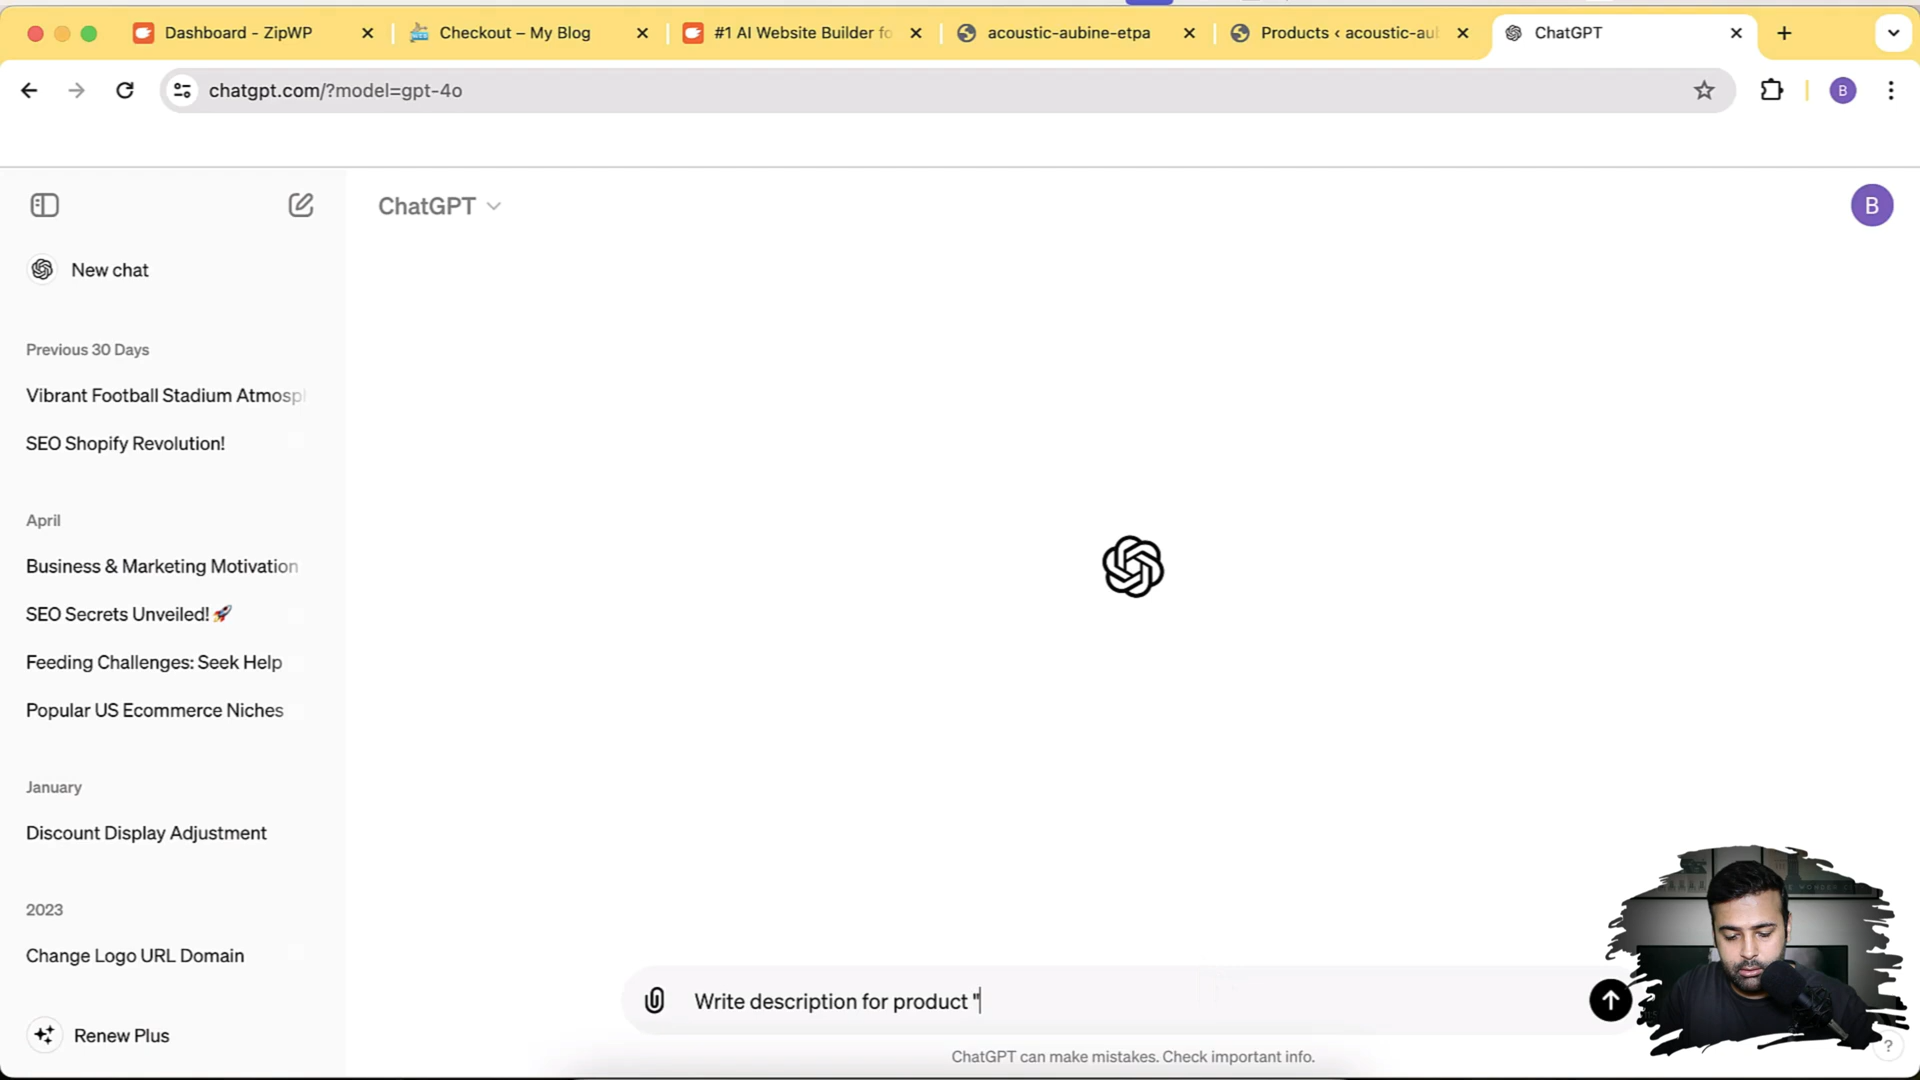 Dashboard - ZipWP
Checkout – My Blog
#1 AI Website Builder fo
acoustic-aubine-etpa
Products ‹ acoustic-aub
ChatGPT
chatgpt.com/?model=gpt-4o
B
ChatGPT
B
New chat
Previous 30 Days
Vibrant Football Stadium Atmosp
SEO Shopify Revolution!
April
Business & Marketing Motivation
SEO Secrets Unveiled! 🚀
Feeding Challenges: Seek Help
Popular US Ecommerce Niches
January
Discount Display Adjustment
2023
Change Logo URL Domain
Write description for product "
Renew Plus
ChatGPT can make mistakes. Check important info.
?